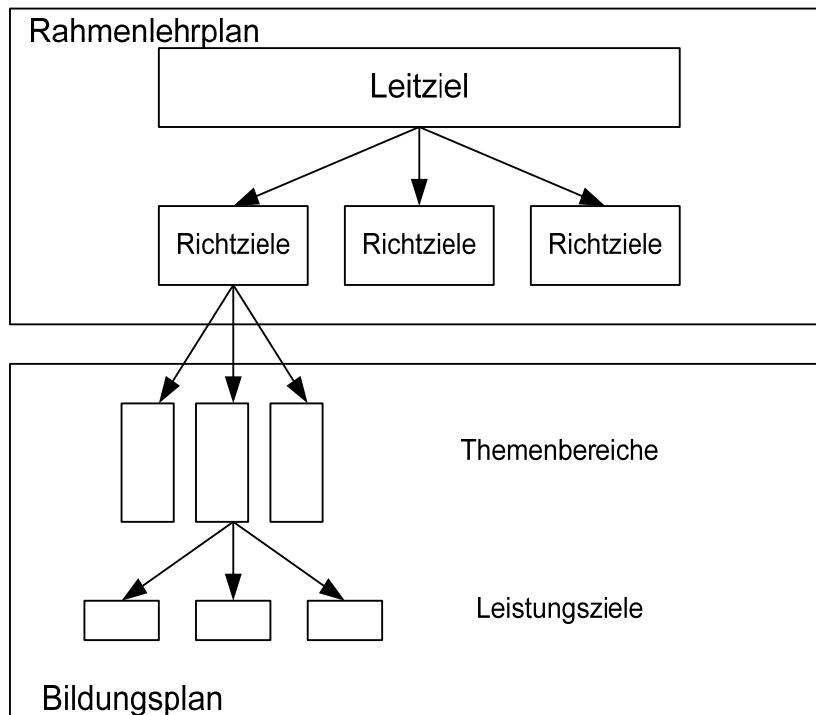 Rahmenlehrplan
Leitziel
Richtziele
Richtziele
Richtziele
Themenbereiche
Leistungsziele
Bildungsplan